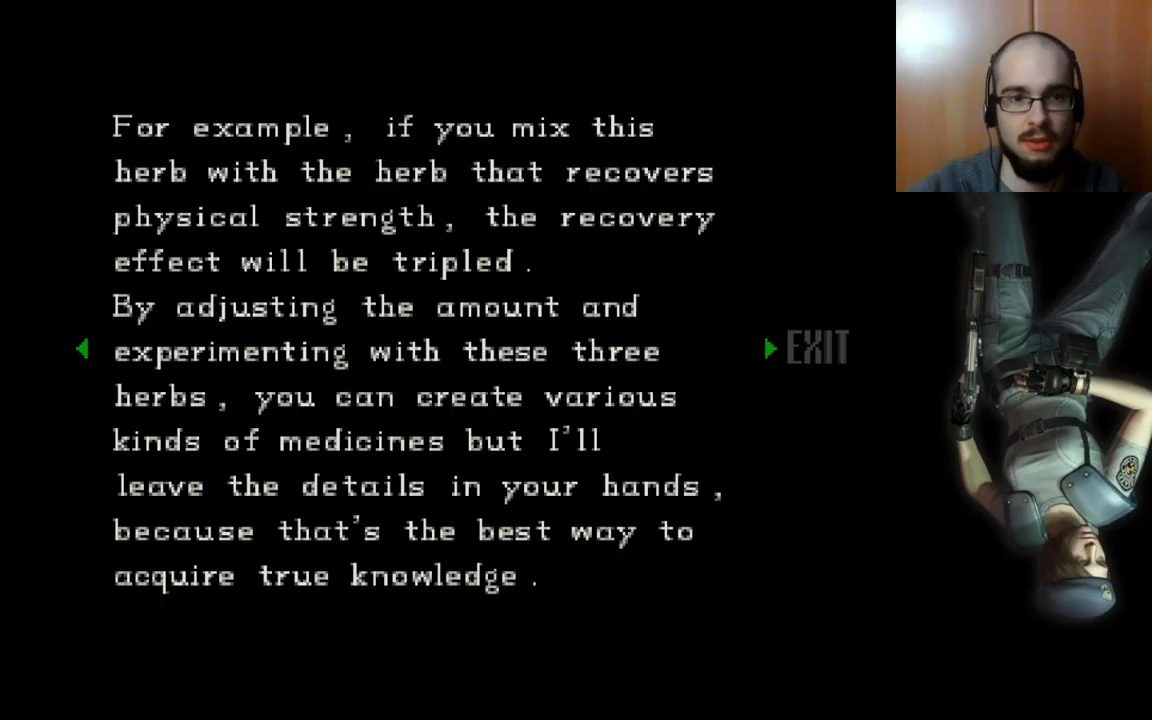 For example, if you mix this
herb with the herb that recovers
physical strength, the recovery
effect will be tripled.
By adjusting the amount and
experimenting with these three
herbs, you can create various
kinds of medicines but I'll
leave the details in your hands,
because that's the best way to
acquire true knowledge.
EXIT